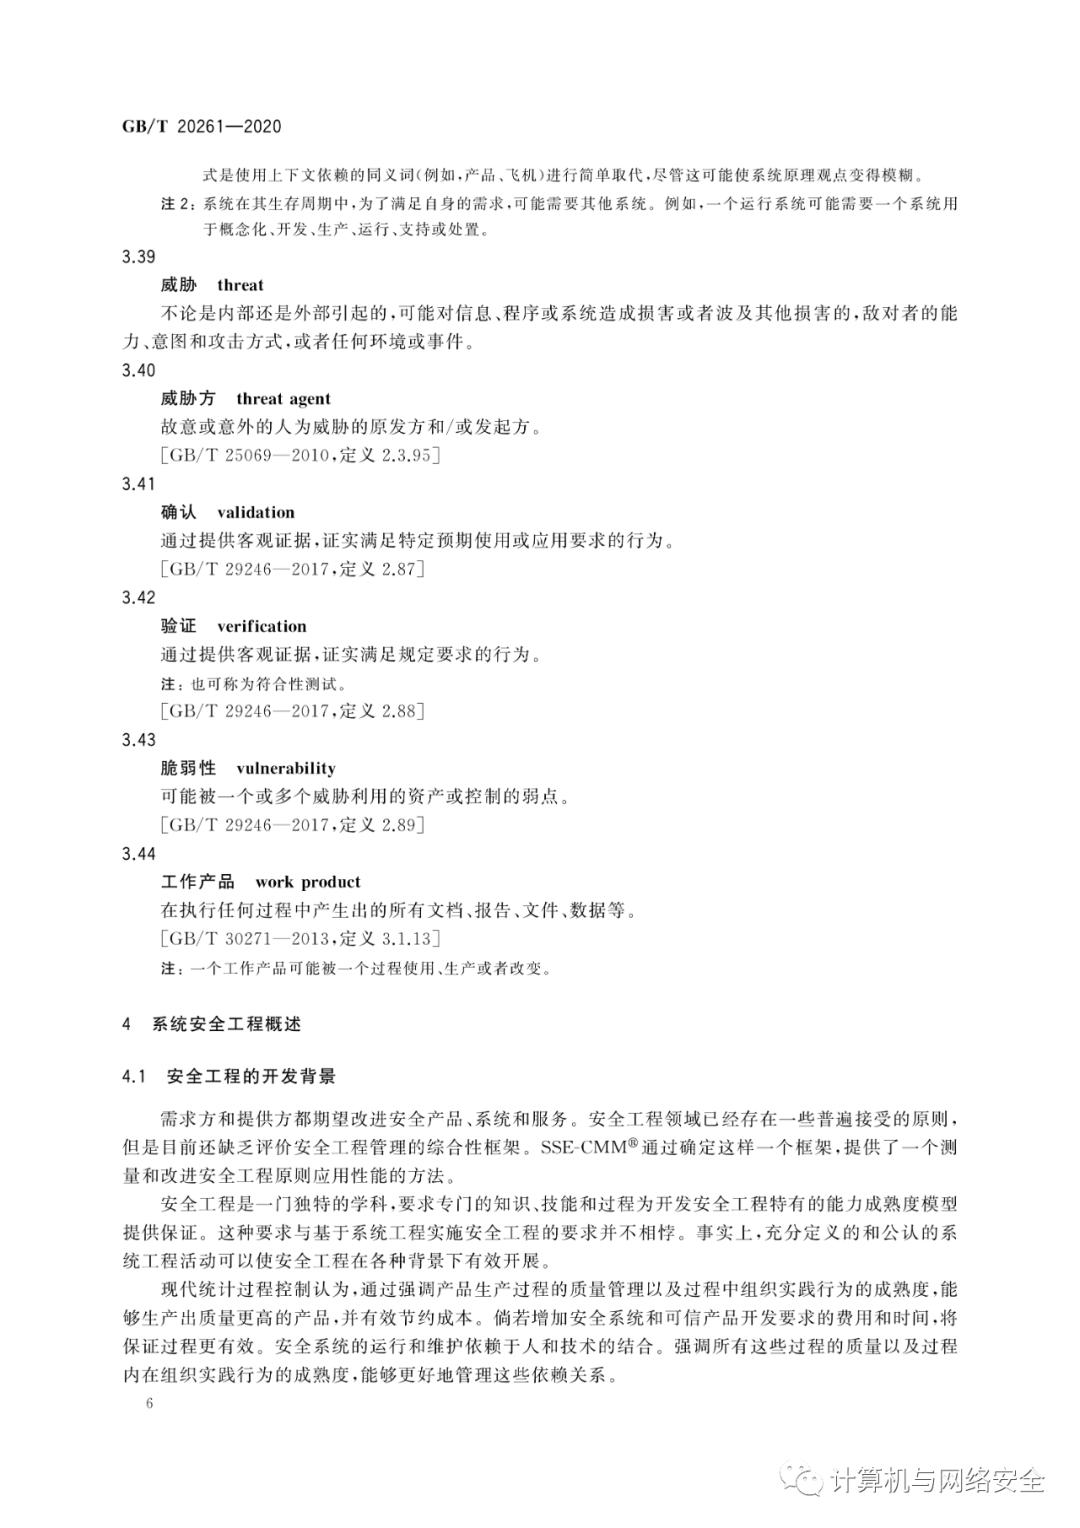 GB/T 20261—2020
式是使用上下文依赖的同义词(例如,产品、飞机)进行简单取代,尽管这可能使系统原理观点变得模糊。
注 2: 系统在其生存周期中,为了满足自身的需求,可能需要其他系统。例如,一个运行系统可能需要一个系统用
于概念化、开发、生产、运行、支持或处置。
3.39
威胁 threat
不论是内部还是外部引起的,可能对信息、程序或系统造成损害或者波及其他损害的,敌对者的能
力、意图和攻击方式,或者任何环境或事件。
3.40
威胁方 threat agent
故意或意外的人为威胁的原发方和/或发起方。
[GB/T 25069—2010,定义 2.3.95]
3.41
确认 validation
通过提供客观证据,证实满足特定预期使用或应用要求的行为。
[GB/T 29246—2017,定义 2.87]
3.42
验证 verification
通过提供客观证据,证实满足规定要求的行为。
注: 也可称为符合性测试。
[GB/T 29246—2017,定义 2.88]
3.43
脆弱性 vulnerability
可能被一个或多个威胁利用的资产或控制的弱点。
[GB/T 29246—2017,定义 2.89]
3.44
工作产品 work product
在执行任何过程中产生出的所有文档、报告、文件、数据等。
[GB/T 30271—2013,定义 3.1.13]
注: 一个工作产品可能被一个过程使用、生产或者改变。
4 系统安全工程概述
4.1 安全工程的开发背景
需求方和提供方都期望改进安全产品、系统和服务。安全工程领域已经存在一些普遍接受的原则,
但是目前还缺乏评价安全工程管理的综合性框架。SSE-CMM®通过确定这样一个框架,提供了一个测
量和改进安全工程原则应用性能的方法。
安全工程是一门独特的学科,要求专门的知识、技能和过程为开发安全工程特有的能力成熟度模型
提供保证。这种要求与基于系统工程实施安全工程的要求并不相悖。事实上,充分定义的和公认的系
统工程活动可以使安全工程在各种背景下有效开展。
现代统计过程控制认为,通过强调产品生产过程的质量管理以及过程中组织实践行为的成熟度,能
够生产出质量更高的产品,并有效节约成本。倘若增加安全系统和可信产品开发要求的费用和时间,将
保证过程更有效。安全系统的运行和维护依赖于人和技术的结合。强调所有这些过程的质量以及过程
内在组织实践行为的成熟度,能够更好地管理这些依赖关系。
6
计算机与网络安全